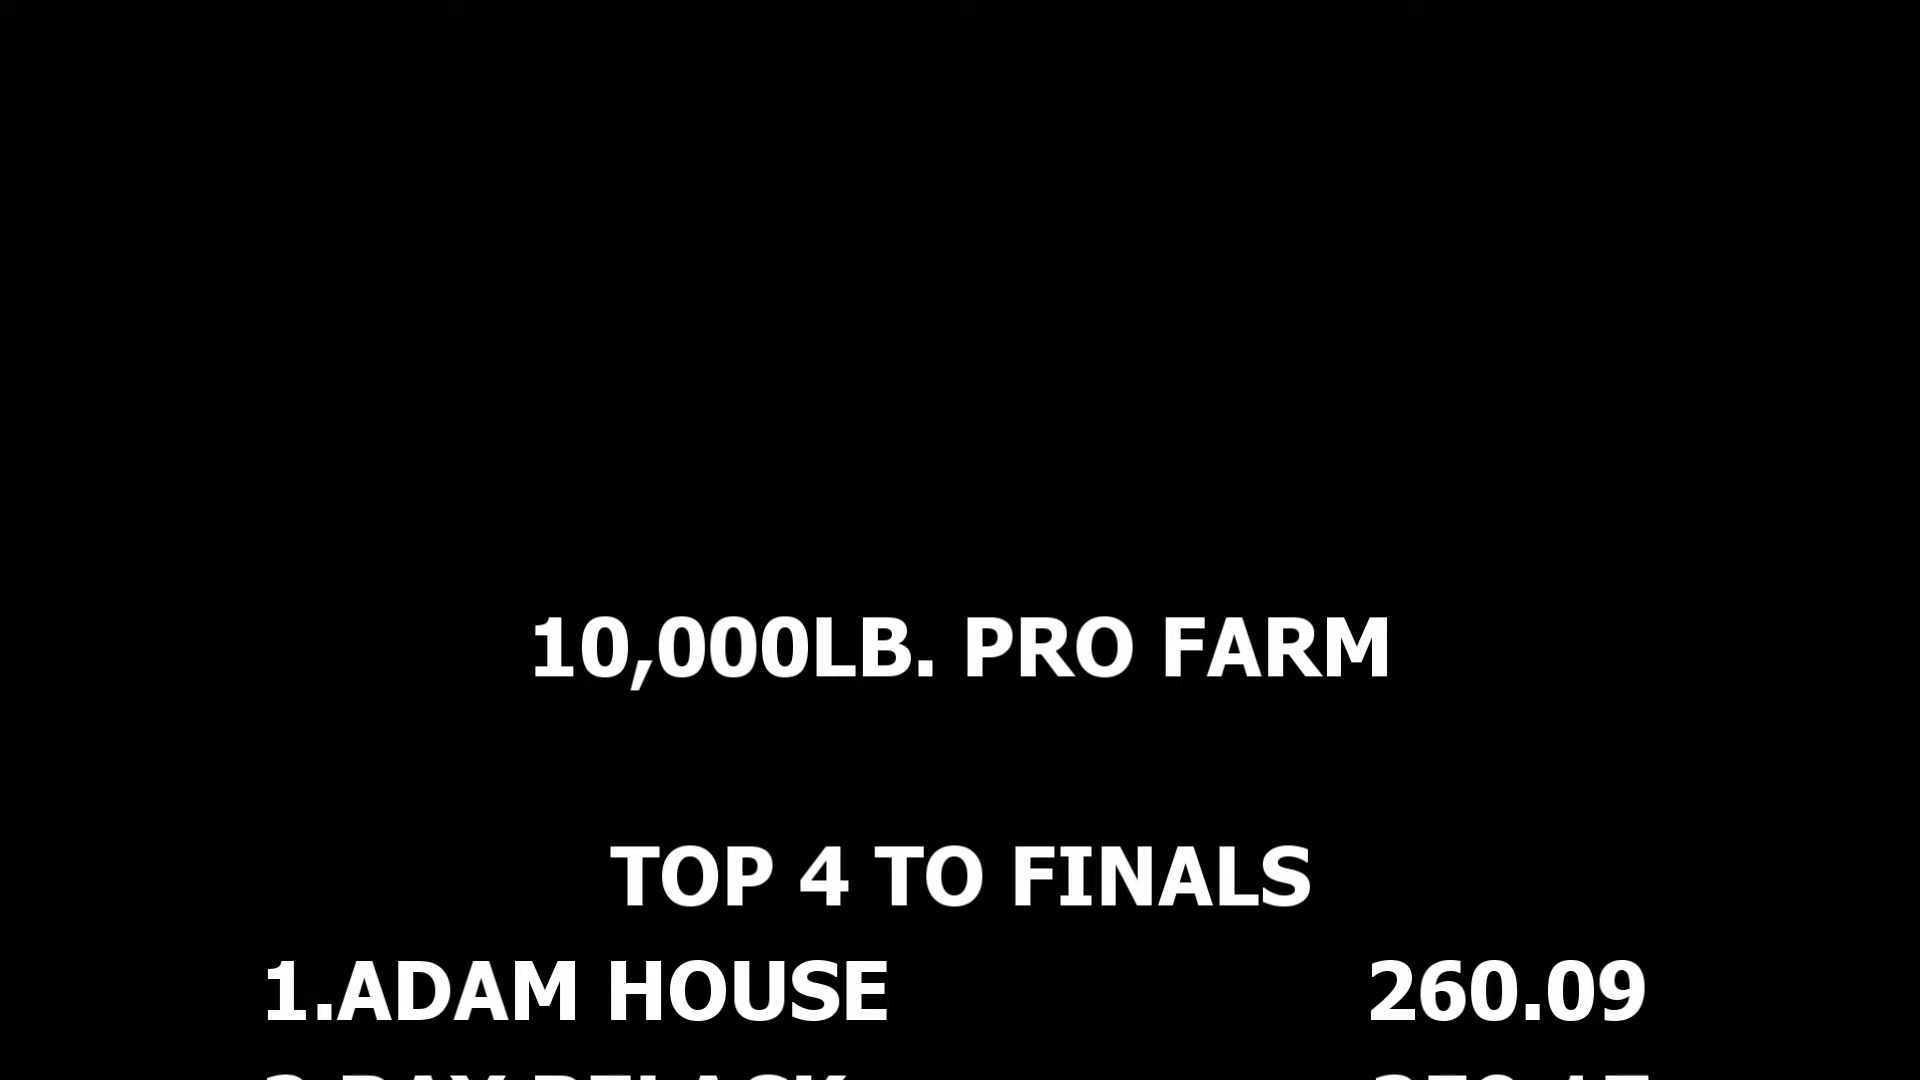 10,000LB. PRO FARM
TOP 4 TO FINALS
1.ADAM HOUSE 260.09